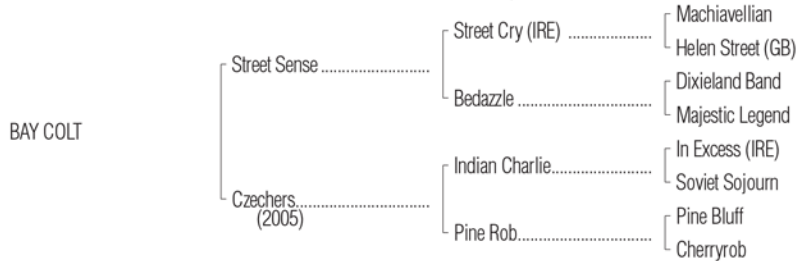 Machiavellian
Street Cry (IRE) ........................
Helen Street (GB)
Street Sense ................................
Dixieland Band
Bedazzle .......................................
Majestic Legend
BAY COLT
In Excess (IRE)
Indian Charlie.............................
Soviet Sojourn
Czechers.......................................
(2005)
Pine Bluff
Pine Rob.......................................
Cherryrob